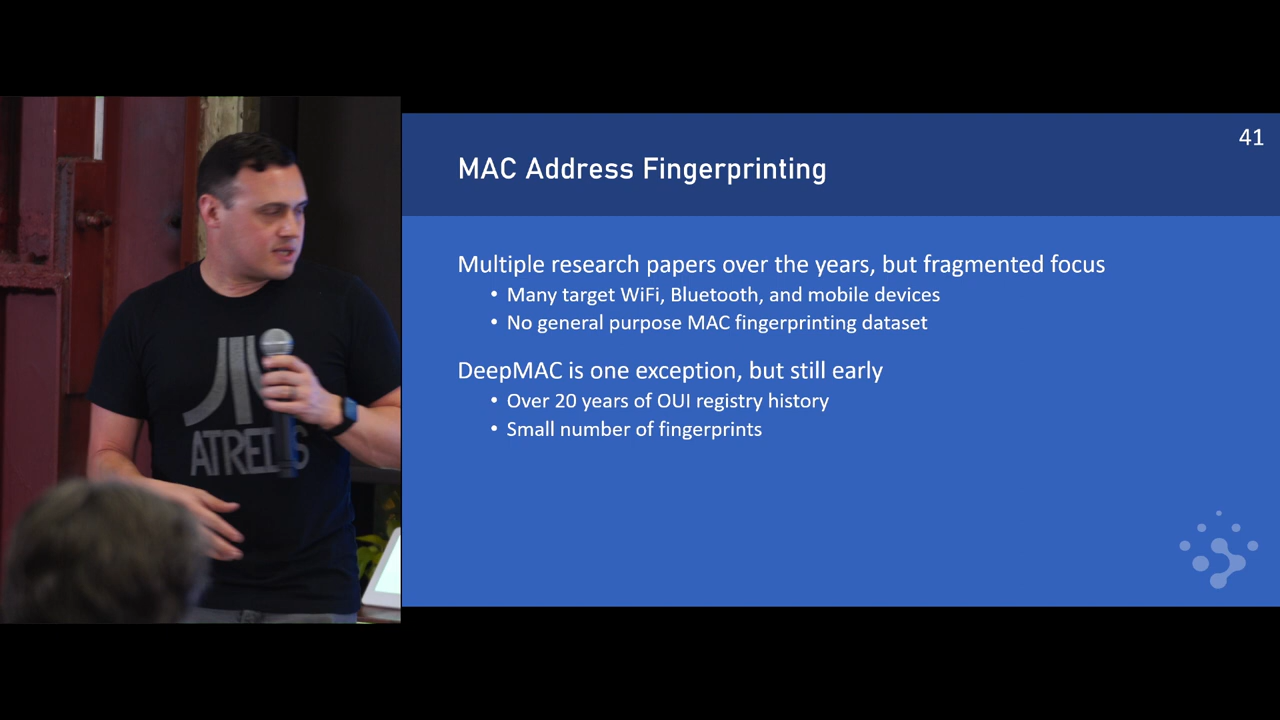 41
MAC Address Fingerprinting
Multiple research papers over the years, but fragmented focus
• Many target WiFi, Bluetooth, and mobile devices
• No general purpose MAC fingerprinting dataset
DeepMAC is one exception, but still early
• Over 20 years of OUI registry history
• Small number of fingerprints